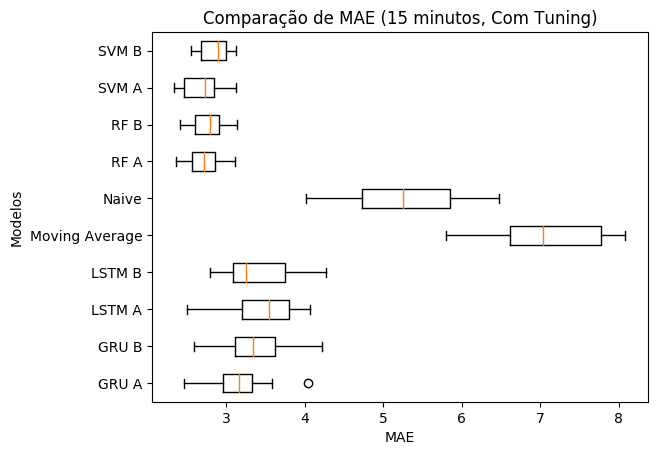 Comparação de MAE (15 minutos, Com Tuning)
SVM B
SVM A
RF B
RF A
Naive
Moving Average
LSTM B
LSTM A
GRU B
GRU A
Modelos
3 4 5 6 7 8
MAE